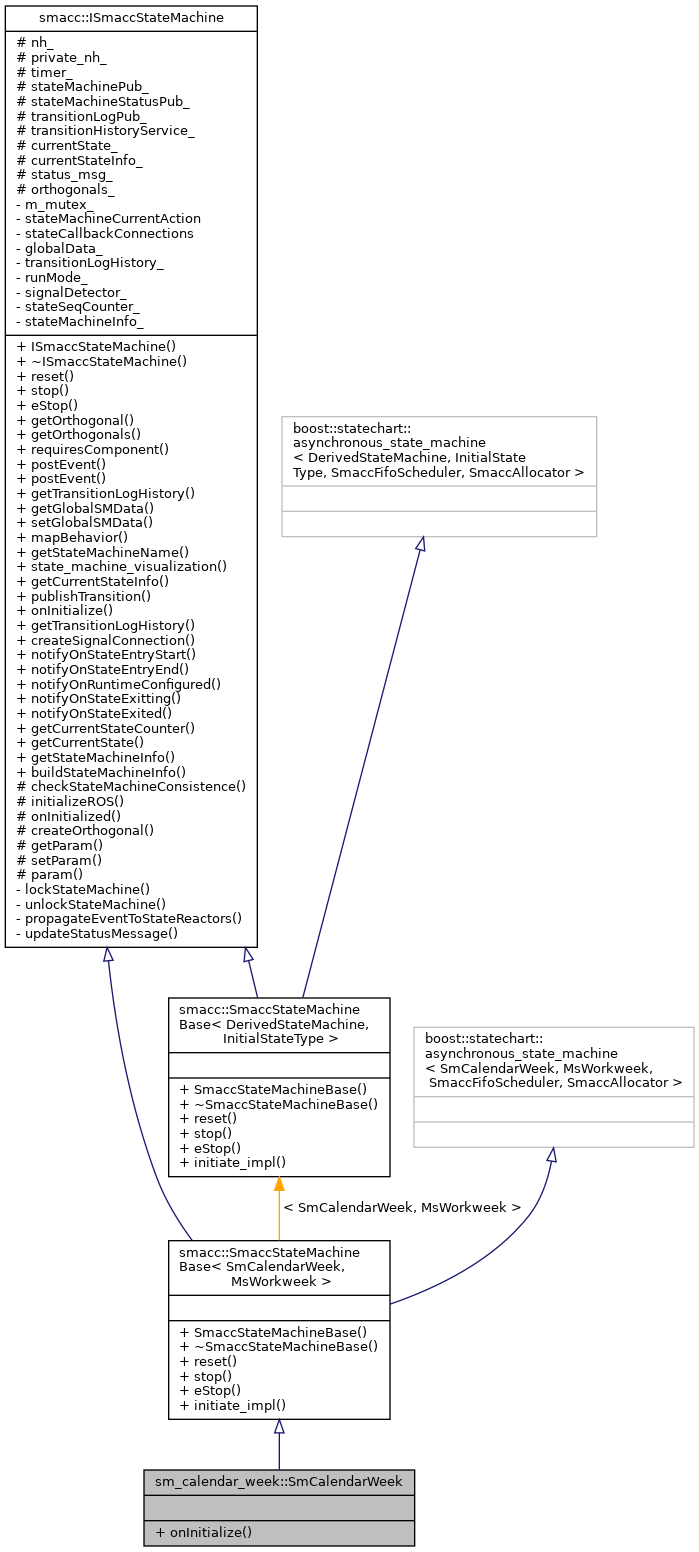 smacc::ISmaccStateMachine
# nh_
# private_nh_
# timer_
# stateMachinePub_
# stateMachineStatusPub_
# transitionLogPub_
# transitionHistoryService_
# currentState_
# currentStateInfo_
# status_msg_
# orthogonals_
- m_mutex_
- stateMachineCurrentAction
- stateCallbackConnections
- globalData_
- transitionLogHistory_
- runMode_
- signalDetector_
- stateSeqCounter_
- stateMachineInfo_
+ ISmaccStateMachine()
+ ~ISmaccStateMachine()
+ reset()
+ stop()
+ eStop()
+ getOrthogonal()
+ getOrthogonals()
+ requiresComponent()
+ postEvent()
+ postEvent()
+ getTransitionLogHistory()
+ getGlobalSMData()
+ setGlobalSMData()
+ mapBehavior()
+ getStateMachineName()
+ state_machine_visualization()
+ getCurrentStateInfo()
+ publishTransition()
+ onInitialize()
+ getTransitionLogHistory()
+ createSignalConnection()
+ notifyOnStateEntryStart()
+ notifyOnStateEntryEnd()
+ notifyOnRuntimeConfigured()
+ notifyOnStateExitting()
+ notifyOnStateExited()
+ getCurrentStateCounter()
+ getCurrentState()
+ getStateMachineInfo()
+ buildStateMachineInfo()
# checkStateMachineConsistence()
# initializeROS()
# onInitialized()
# createOrthogonal()
# getParam()
# setParam()
# param()
- lockStateMachine()
- unlockStateMachine()
- propagateEventToStateReactors()
- updateStatusMessage()
boost::statechart::
asynchronous_state_machine
< DerivedStateMachine, InitialState
Type, SmaccFifoScheduler, SmaccAllocator >
smacc::SmaccStateMachine
Base< DerivedStateMachine,
InitialStateType >
+ SmaccStateMachineBase()
+ ~SmaccStateMachineBase()
+ reset()
+ stop()
+ eStop()
+ initiate_impl()
boost::statechart::
asynchronous_state_machine
< SmCalendarWeek, MsWorkweek,
SmaccFifoScheduler, SmaccAllocator >
< SmCalendarWeek, MsWorkweek >
smacc::SmaccStateMachine
Base< SmCalendarWeek,
MsWorkweek >
+ SmaccStateMachineBase()
+ ~SmaccStateMachineBase()
+ reset()
+ stop()
+ eStop()
+ initiate_impl()
sm_calendar_week::SmCalendarWeek
+ onInitialize()